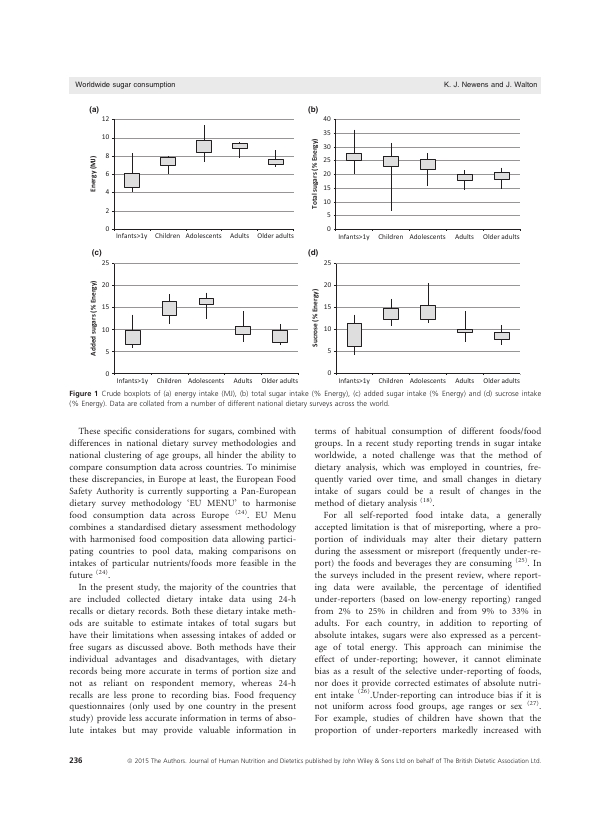 Worldwide sugar consumption
K. J. Newens and J. Walton
(a)
12
10
8
6
4
2
0
Energy (MJ)
Infants>1y Children Adolescents Adults Older adults
(b)
40
35
30
25
20
15
10
5
0
Total sugars (% Energy)
Infants>1y Children Adolescents Adults Older adults
(c)
25
20
15
10
5
0
Added sugars (% Energy)
Infants>1y Children Adolescents Adults Older adults
(d)
25
20
15
10
5
0
Sucrose (% Energy)
Infants>1y Children Adolescents Adults Older adults
Figure 1 Crude boxplots of (a) energy intake (MJ), (b) total sugar intake (% Energy), (c) added sugar intake (% Energy) and (d) sucrose intake
(% Energy). Data are collated from a number of different national dietary surveys across the world.
These specific considerations for sugars, combined with
differences in national dietary survey methodologies and
national clustering of age groups, all hinder the ability to
compare consumption data across countries. To minimise
these discrepancies, in Europe at least, the European Food
Safety Authority is currently supporting a Pan-European
dietary survey methodology 'EU MENU' to harmonise
food consumption data across Europe (24). EU Menu
combines a standardised dietary assessment methodology
with harmonised food composition data allowing partici-
pating countries to pool data, making comparisons on
intakes of particular nutrients/foods more feasible in the
future (24).
In the present study, the majority of the countries that
are included collected dietary intake data using 24-h
recalls or dietary records. Both these dietary intake meth-
ods are suitable to estimate intakes of total sugars but
have their limitations when assessing intakes of added or
free sugars as discussed above. Both methods have their
individual advantages and disadvantages, with dietary
records being more accurate in terms of portion size and
not as reliant on respondent memory, whereas 24-h
recalls are less prone to recording bias. Food frequency
questionnaires (only used by one country in the present
study) provide less accurate information in terms of abso-
lute intakes but may provide valuable information in
terms of habitual consumption of different foods/food
groups. In a recent study reporting trends in sugar intake
worldwide, a noted challenge was that the method of
dietary analysis, which was employed in countries, fre-
quently varied over time, and small changes in dietary
intake of sugars could be a result of changes in the
method of dietary analysis (18).
For all self-reported food intake data, a generally
accepted limitation is that of misreporting, where a pro-
portion of individuals may alter their dietary pattern
during the assessment or misreport (frequently under-re-
port) the foods and beverages they are consuming (25). In
the surveys included in the present review, where report-
ing data were available, the percentage of identified
under-reporters (based on low-energy reporting) ranged
from 2% to 25% in children and from 9% to 33% in
adults. For each country, in addition to reporting of
absolute intakes, sugars were also expressed as a percent-
age of total energy. This approach can minimise the
effect of under-reporting; however, it cannot eliminate
bias as a result of the selective under-reporting of foods,
nor does it provide corrected estimates of absolute nutri-
ent intake (26).Under-reporting can introduce bias if it is
not uniform across food groups, age ranges or sex (27).
For example, studies of children have shown that the
proportion of under-reporters markedly increased with
236
© 2015 The Authors. Journal of Human Nutrition and Dietetics published by John Wiley & Sons Ltd on behalf of The British Dietetic Association Ltd.